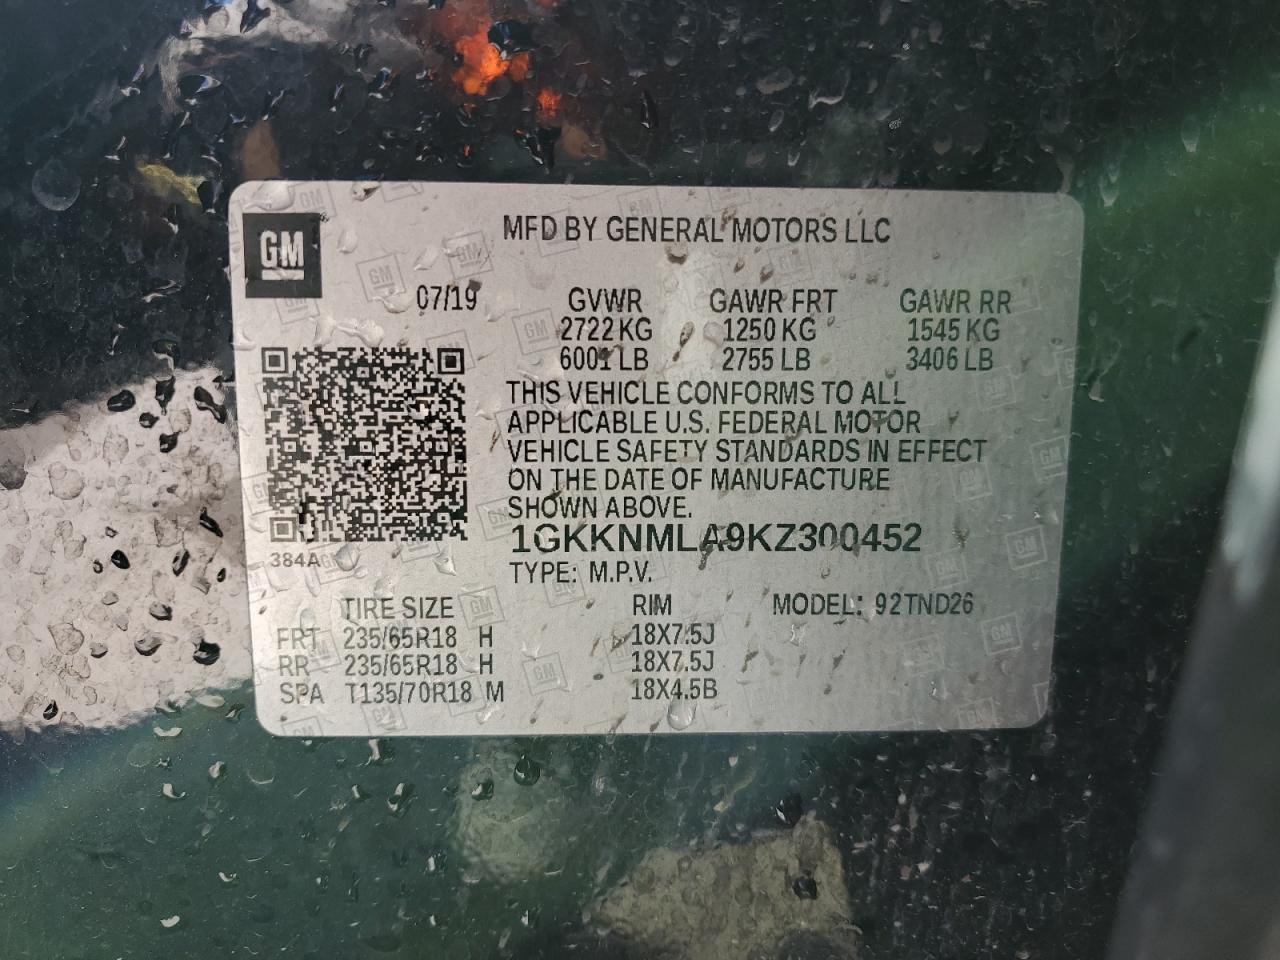 GM
MFD BY GENERAL MOTORS LLC
07/19 GVWR GAWR FRT GAWR RR
2722 KG 1250 KG 1545 KG
6001 LB 2755 LB 3406 LB
THIS VEHICLE CONFORMS TO ALL
APPLICABLE U.S. FEDERAL MOTOR
VEHICLE SAFETY STANDARDS IN EFFECT
ON THE DATE OF MANUFACTURE
SHOWN ABOVE.
1GKKNMLA9KZ300452
384A
TYPE: M.P.V.
TIRE SIZE RIM MODEL: 92TND26
FRT 235/65R18 H 18X7.5J
RR 235/65R18 H 18X7.5J
SPA T135/70R18 M 18X4.5B